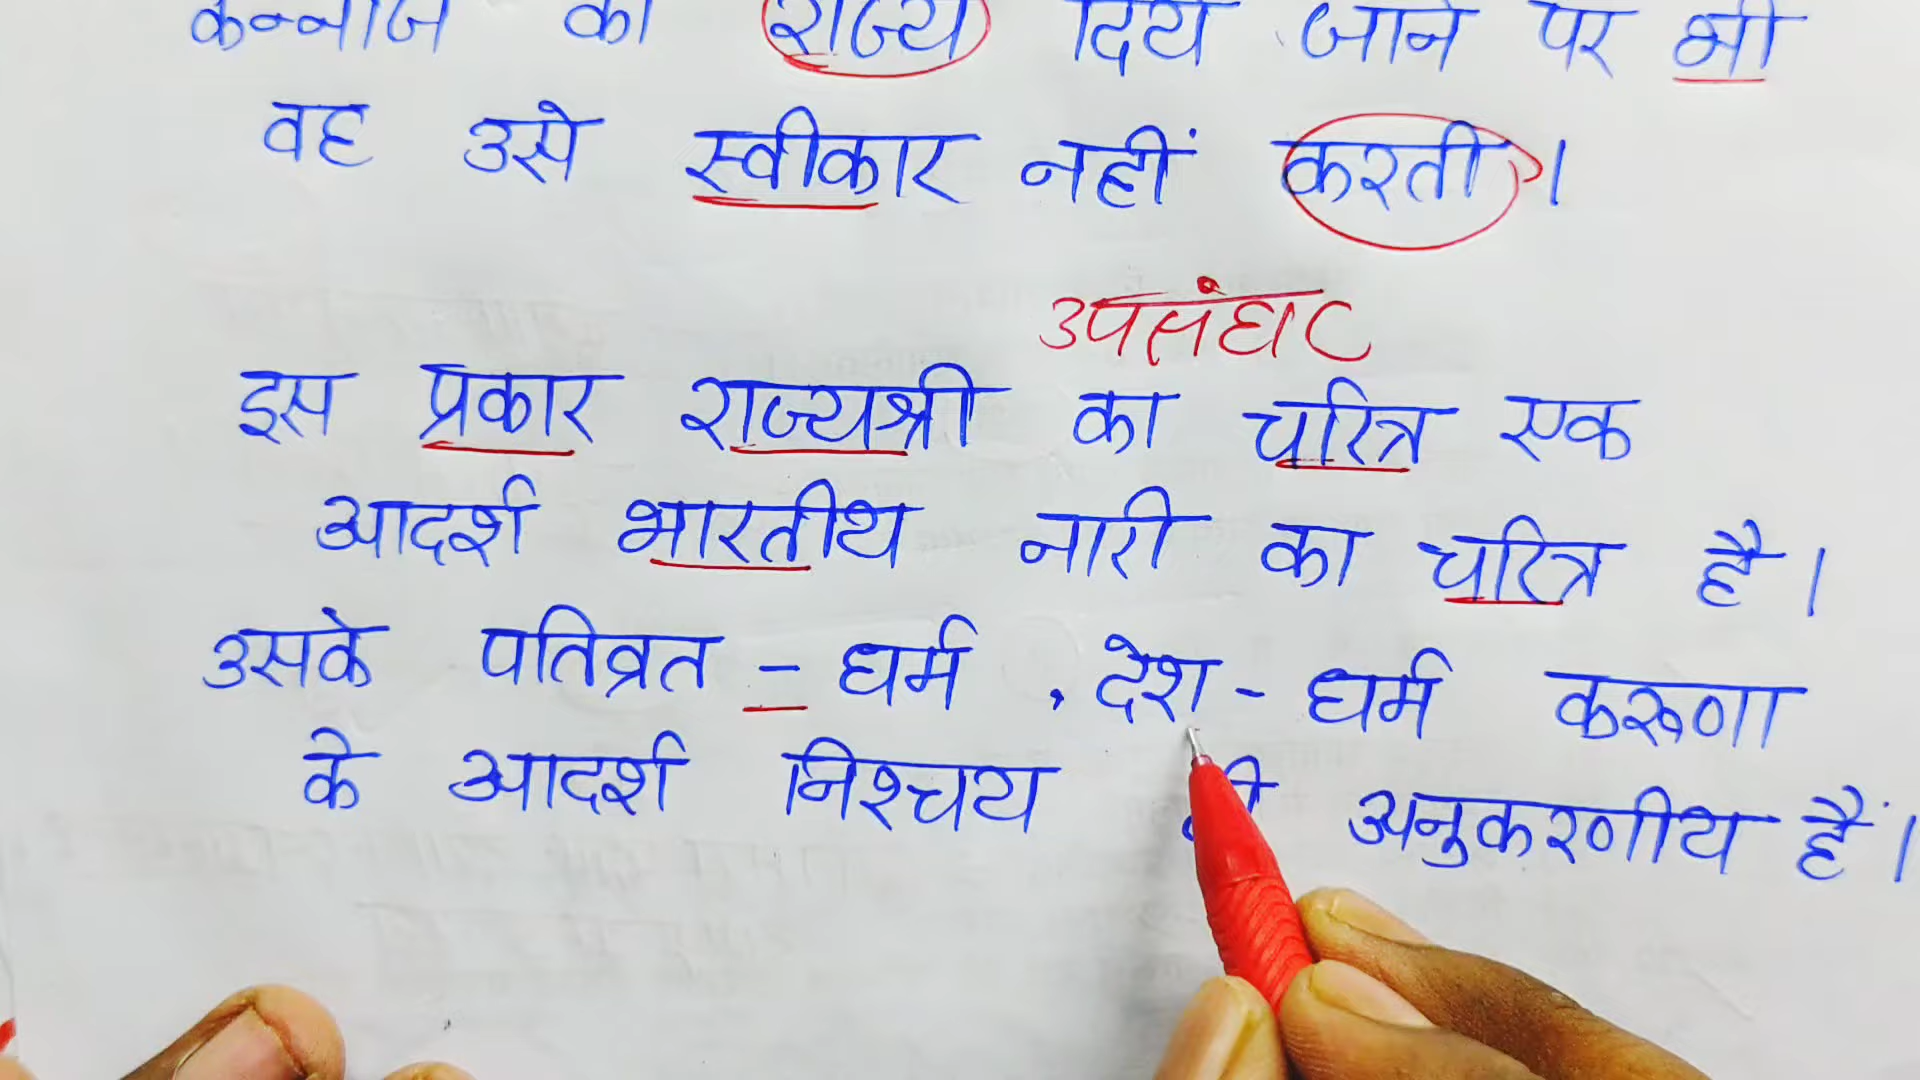 कन्नौज का राज्य दिये जाने पर भी
वह उसे स्वीकार नहीं करती।
उपसंघार
इस प्रकार राज्यश्री का चरित्र एक
आदर्श भारतीय नारी का चरित्र है।
उसके पतिव्रत - धर्म , देश - धर्म करूणा
के आदर्श निश्चय ही अनुकरणीय हैं।